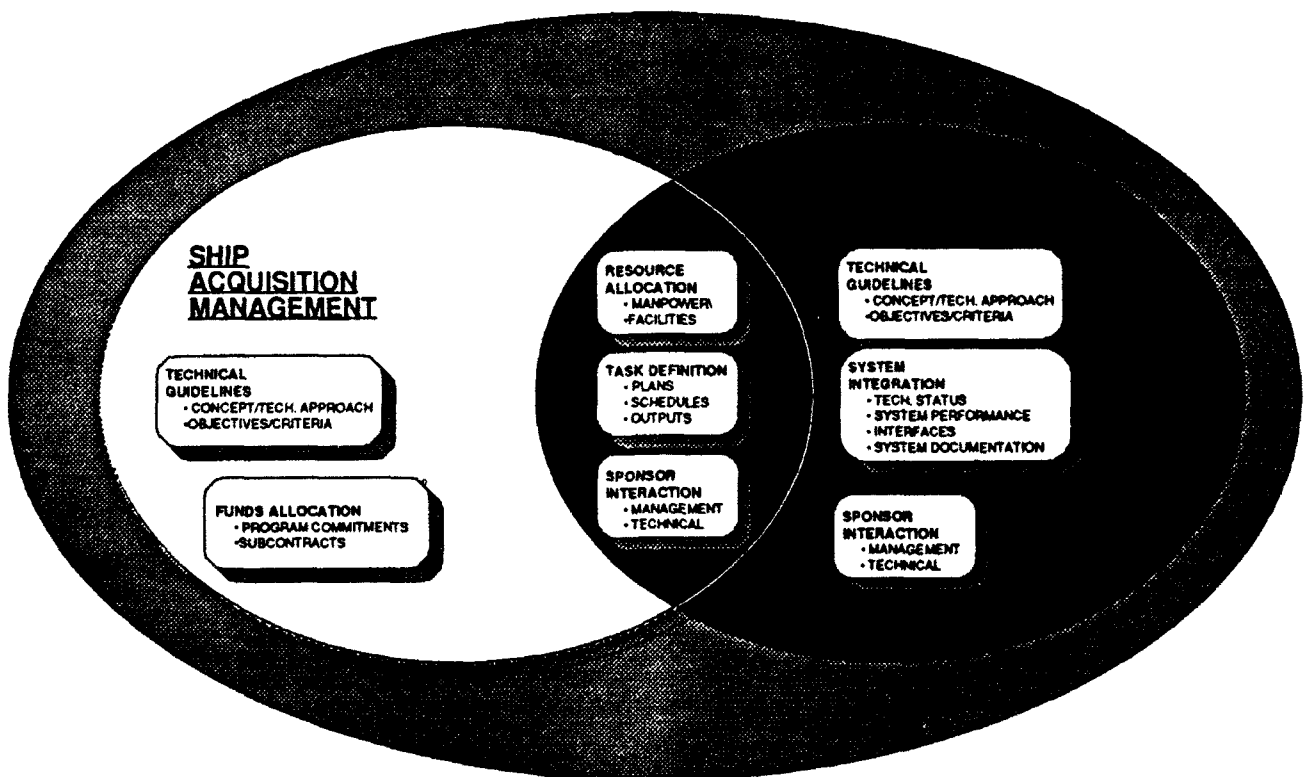 SHIP
ACQUISITION
MANAGEMENT
TECHNICAL
GUIDELINES
• CONCEPT/TECH. APPROACH
•OBJECTIVES/CRITERIA
FUNDS ALLOCATION
• PROGRAM COMMITMENTS
•SUBCONTRACTS
RESOURCE
ALLOCATION
• MANPOWER\
•FACILITIES
TASK DEFINITION
• PLANS
• SCHEDULES
• OUTPUTS
SPONSOR
INTERACTION
• MANAGEMENT
• TECHNICAL
TECHNICAL
GUIDELINES
• CONCEPT/TECH. APPROACH
•OBJECTIVES/CRITERIA
SYSTEM
INTEGRATION
• TECH. STATUS
• SYSTEM PERFORMANCE
• INTERFACES
• SYSTEM DOCUMENTATION
SPONSOR
INTERACTION
• MANAGEMENT
• TECHNICAL